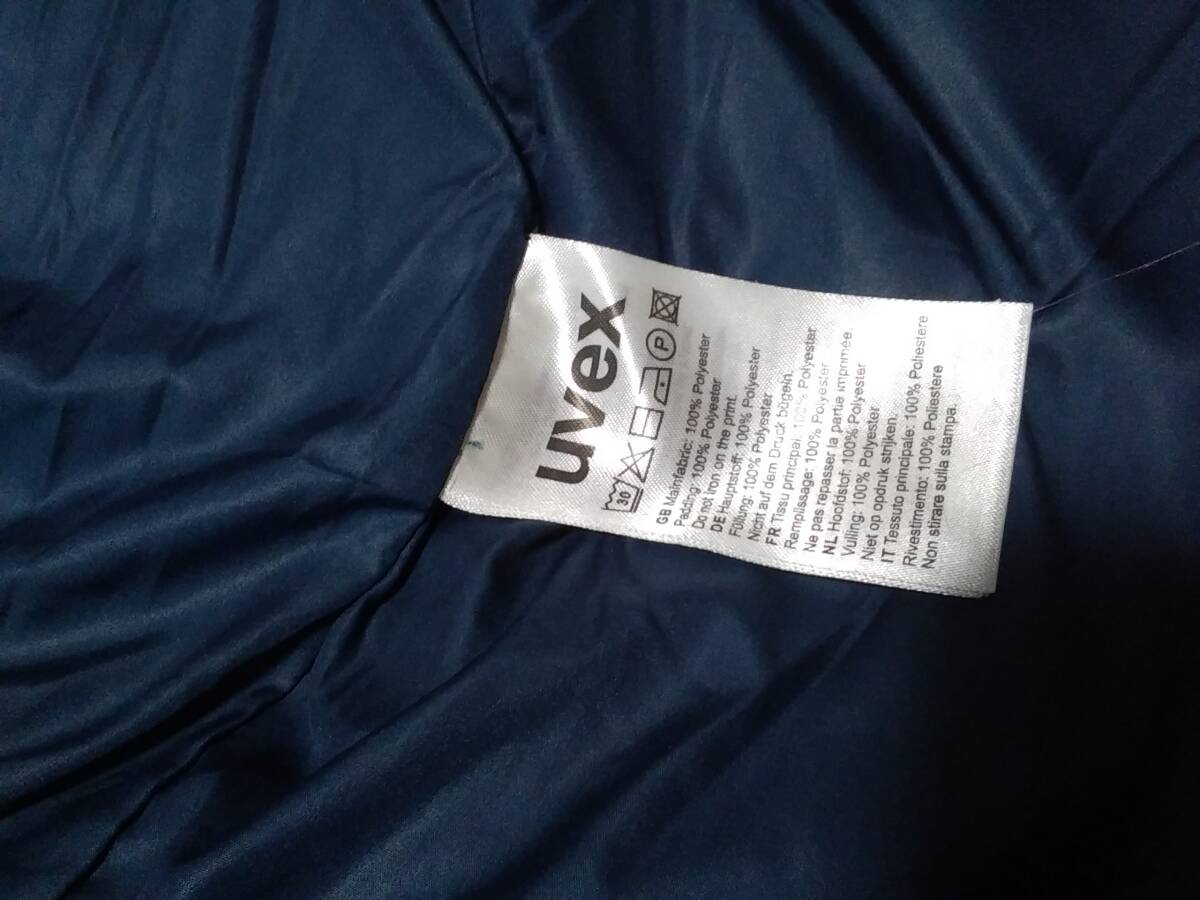 uvex
30 P
GB Mainfabric: 100% Polyester
Padding: 100% Polyester
Do not iron on the print.
DE Hauptstoff: 100% Polyester
Füllung: 100% Polyester
Nicht auf dem Druck bügeln.
FR Tissu principal: 100% Polyester
Remplissage: 100% Polyester
Ne pas repasser la partie imprimée.
NL Hoofdstof: 100% Polyester
Vulling: 100% Polyester
Niet op opdruk strijken.
IT Tessuto principale: 100% Poliestere
Rivestimento: 100% Poliestere
Non stirare sulla stampa.